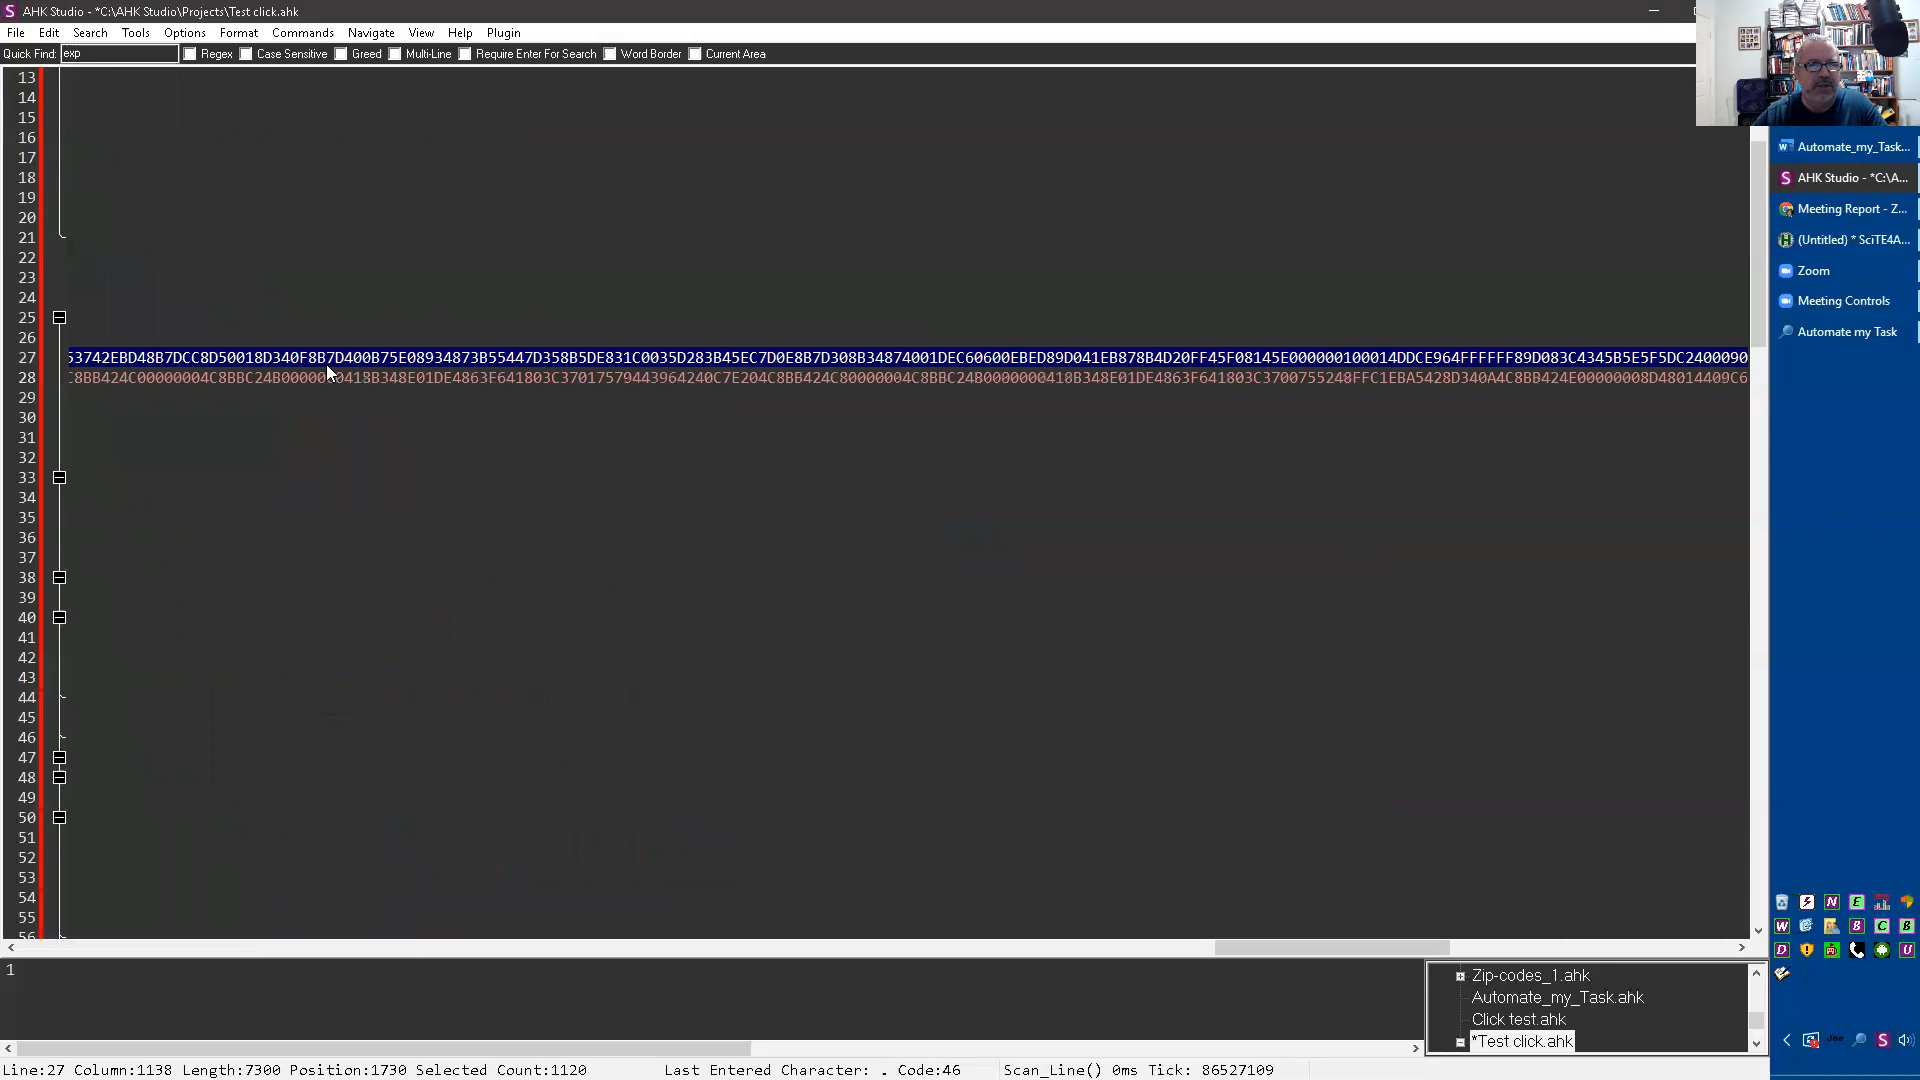 AHK Studio - *C:\AHK Studio\Projects\Test click.ahk
File Edit Search Tools Options Format Commands Navigate View Help Plugin
Quick Find: exp Regex Case Sensitive Greed Multi-Line Require Enter For Search Word Border Current Area
13
14
15
16
17
18
19
20
21
22
23
24
25
26
27 53742EBD48B7DCC8D50018D340F8B7D400B75E08934873B55447D358B5DE831C0035D283B45EC7D0E8B7D308B34874001DEC60600EBED89D041EB878B4D20FF45F08145E000000100014DDCE964FFFFFF89D083C4345B5E5F5DC2400090
28
29
30
31
32
33
34
35
36
37
38
39
40
41
42
43
44
45
46
47
48
49
50
51
52
53
54
55
56
1
Zip-codes_1.ahk
Automate_my_Task.ahk
Click test.ahk
*Test click.ahk
Line:27 Column:1138 Length:7300 Position:1730 Selected Count:1120 Last Entered Character: . Code:46 Scan_Line() 0ms Tick: 86527109
Automate_my_Task...
AHK Studio - *C:\A...
Meeting Report - Z...
(Untitled) * SciTE4A...
Zoom
Meeting Controls
Automate my Task